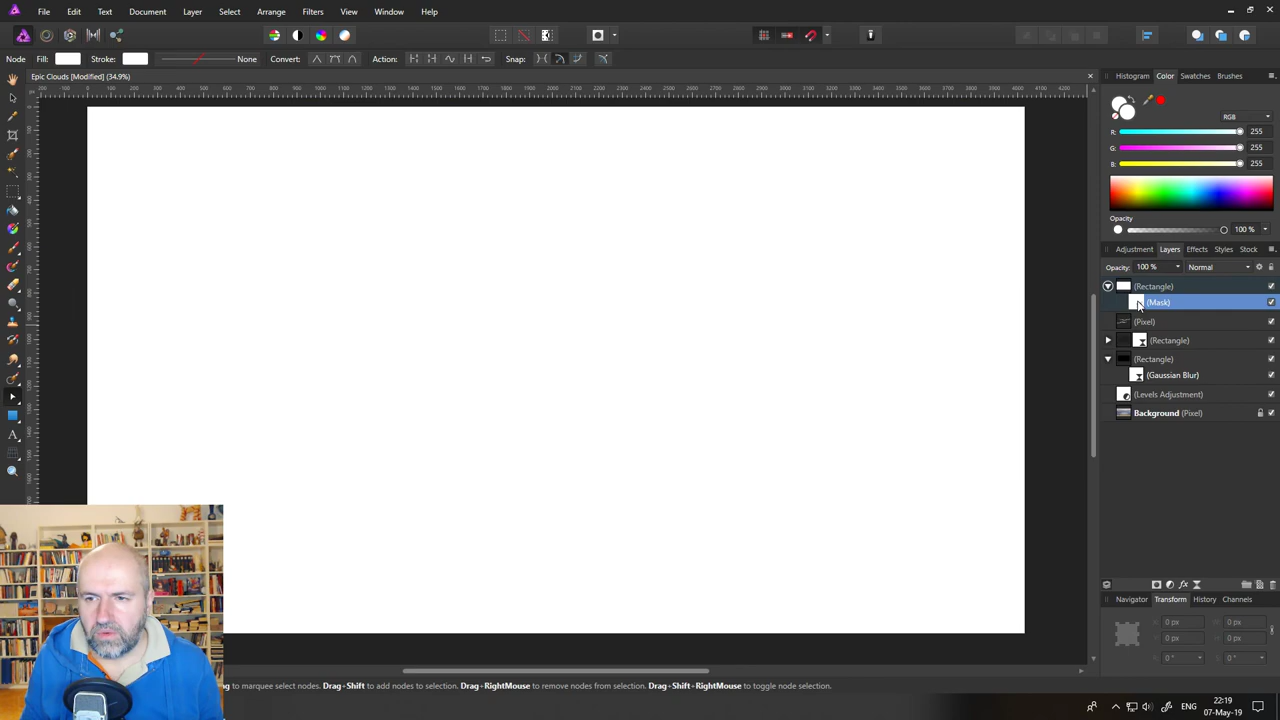 File Edit Text Document Layer Select Arrange Filters View Window Help
Node Fill: Stroke: None Convert: Action: Snap:
Epic Clouds [Modified] (34.9%)
Histogram Color Swatches Brushes
RGB
R: 255
G: 255
B: 255
Opacity
100 %
Adjustment Layers Effects Styles Stock
Opacity: 100 % Normal
(Rectangle)
(Mask)
(Pixel)
(Rectangle)
(Rectangle)
(Gaussian Blur)
(Levels Adjustment)
Background (Pixel)
Navigator Transform History Channels
X: 0 px W: 0 px
Y: 0 px H: 0 px
R: 0 ° S: 0 °
to marquee select nodes. Drag+Shift to add nodes to selection. Drag+RightMouse to remove nodes from selection. Drag+Shift+RightMouse to toggle node selection.
ENG
22:19
07-May-19